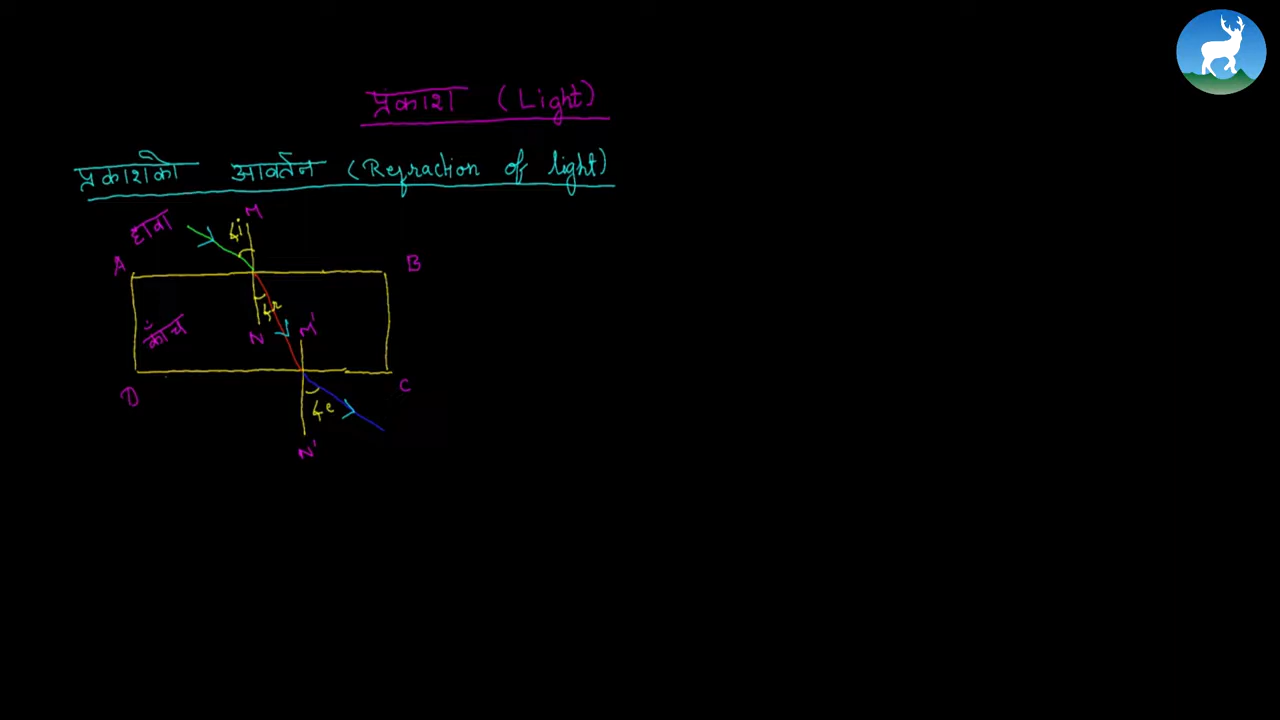 प्रकाश (Light)
प्रकाशको आवर्तन (Refraction of light)
हावा
∠i
M
A
B
∠r
काँच
N
M'
D
C
∠e
N'